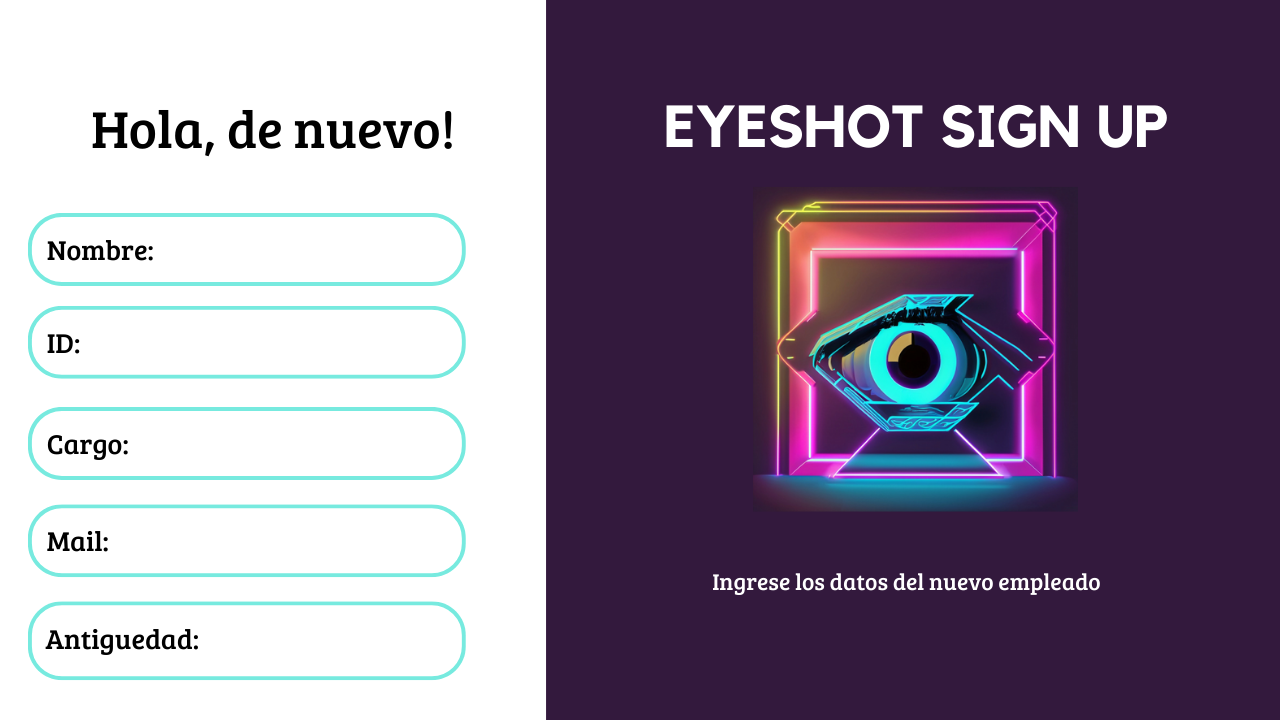 Hola, de nuevo!
Nombre:
ID:
Cargo:
Mail:
Antiguedad:
EYESHOT SIGN UP
Ingrese los datos del nuevo empleado